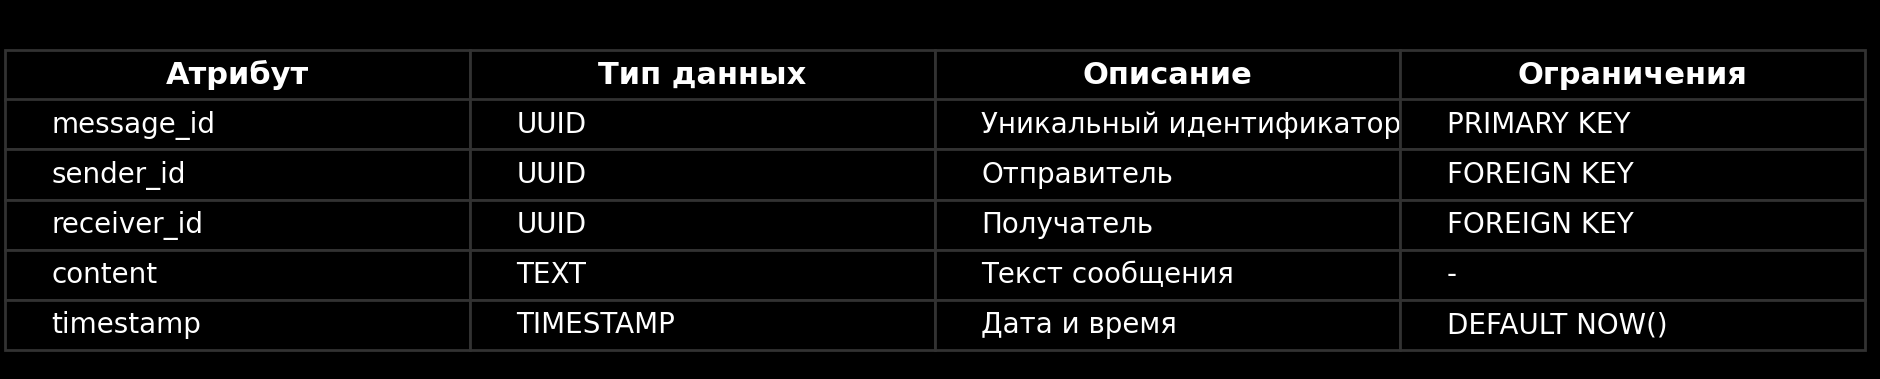 Атрибут Тип данных Описание Ограничения
message_id UUID Уникальный идентификатор PRIMARY KEY
sender_id UUID Отправитель FOREIGN KEY
receiver_id UUID Получатель FOREIGN KEY
content TEXT Текст сообщения -
timestamp TIMESTAMP Дата и время DEFAULT NOW()